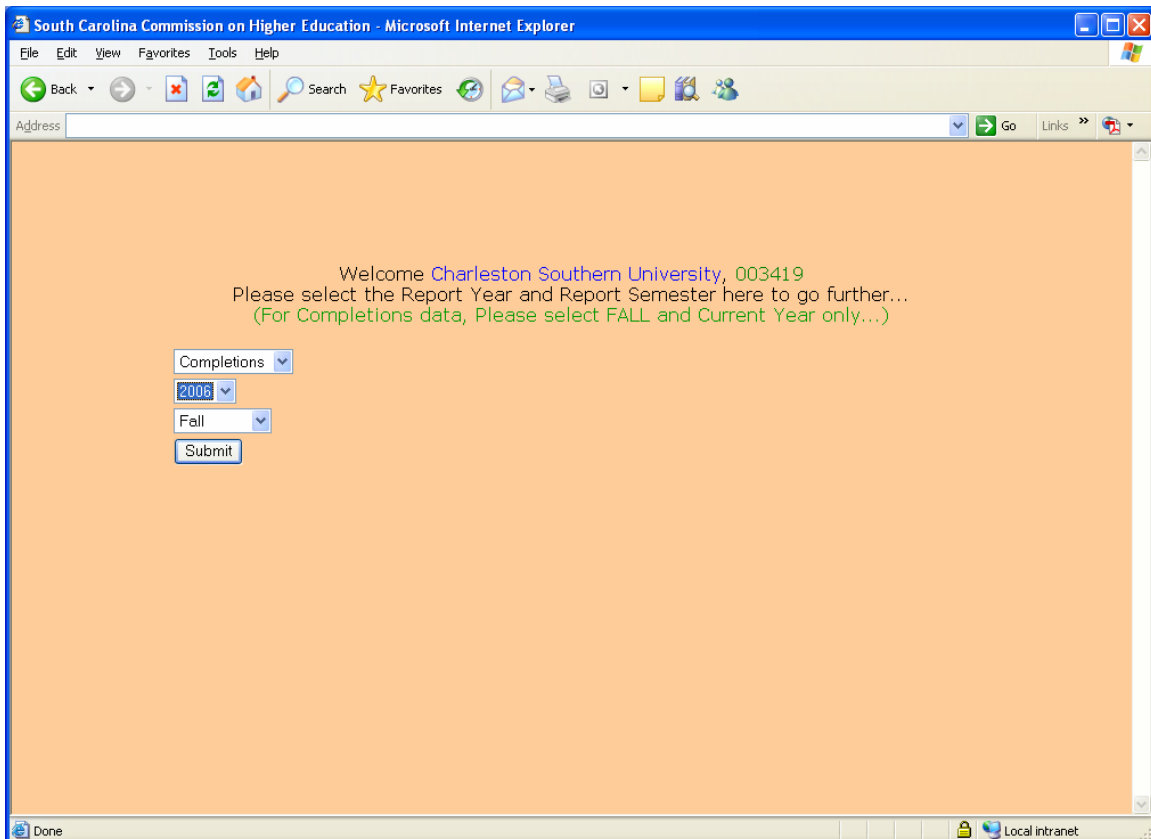 South Carolina Commission on Higher Education - Microsoft Internet Explorer
File Edit View Favorites Tools Help
Back Search Favorites
Address Go Links »
Welcome Charleston Southern University, 003419
Please select the Report Year and Report Semester here to go further...
(For Completions data, Please select FALL and Current Year only...)
Completions
2006
Fall
Submit
Done Local intranet